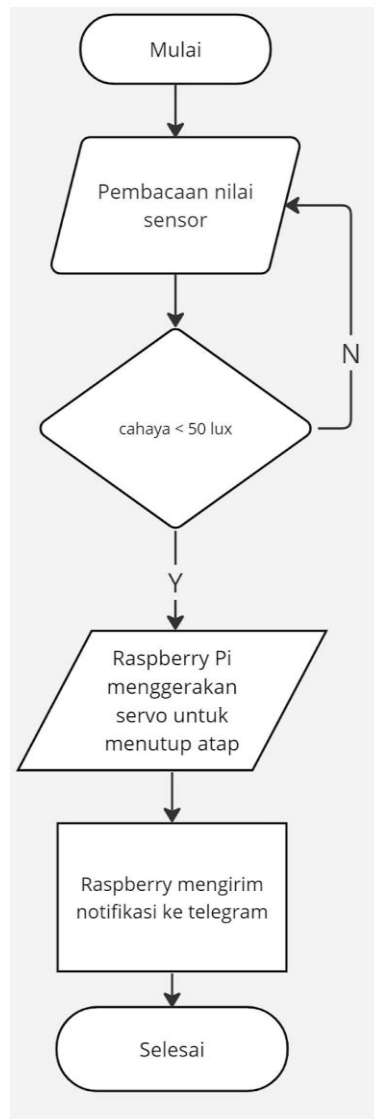 Mulai
Pembacaan nilai
sensor
cahaya < 50 lux
N
Y
Raspberry Pi
menggerakan
servo untuk
menutup atap
Raspberry mengirim
notifikasi ke telegram
Selesai